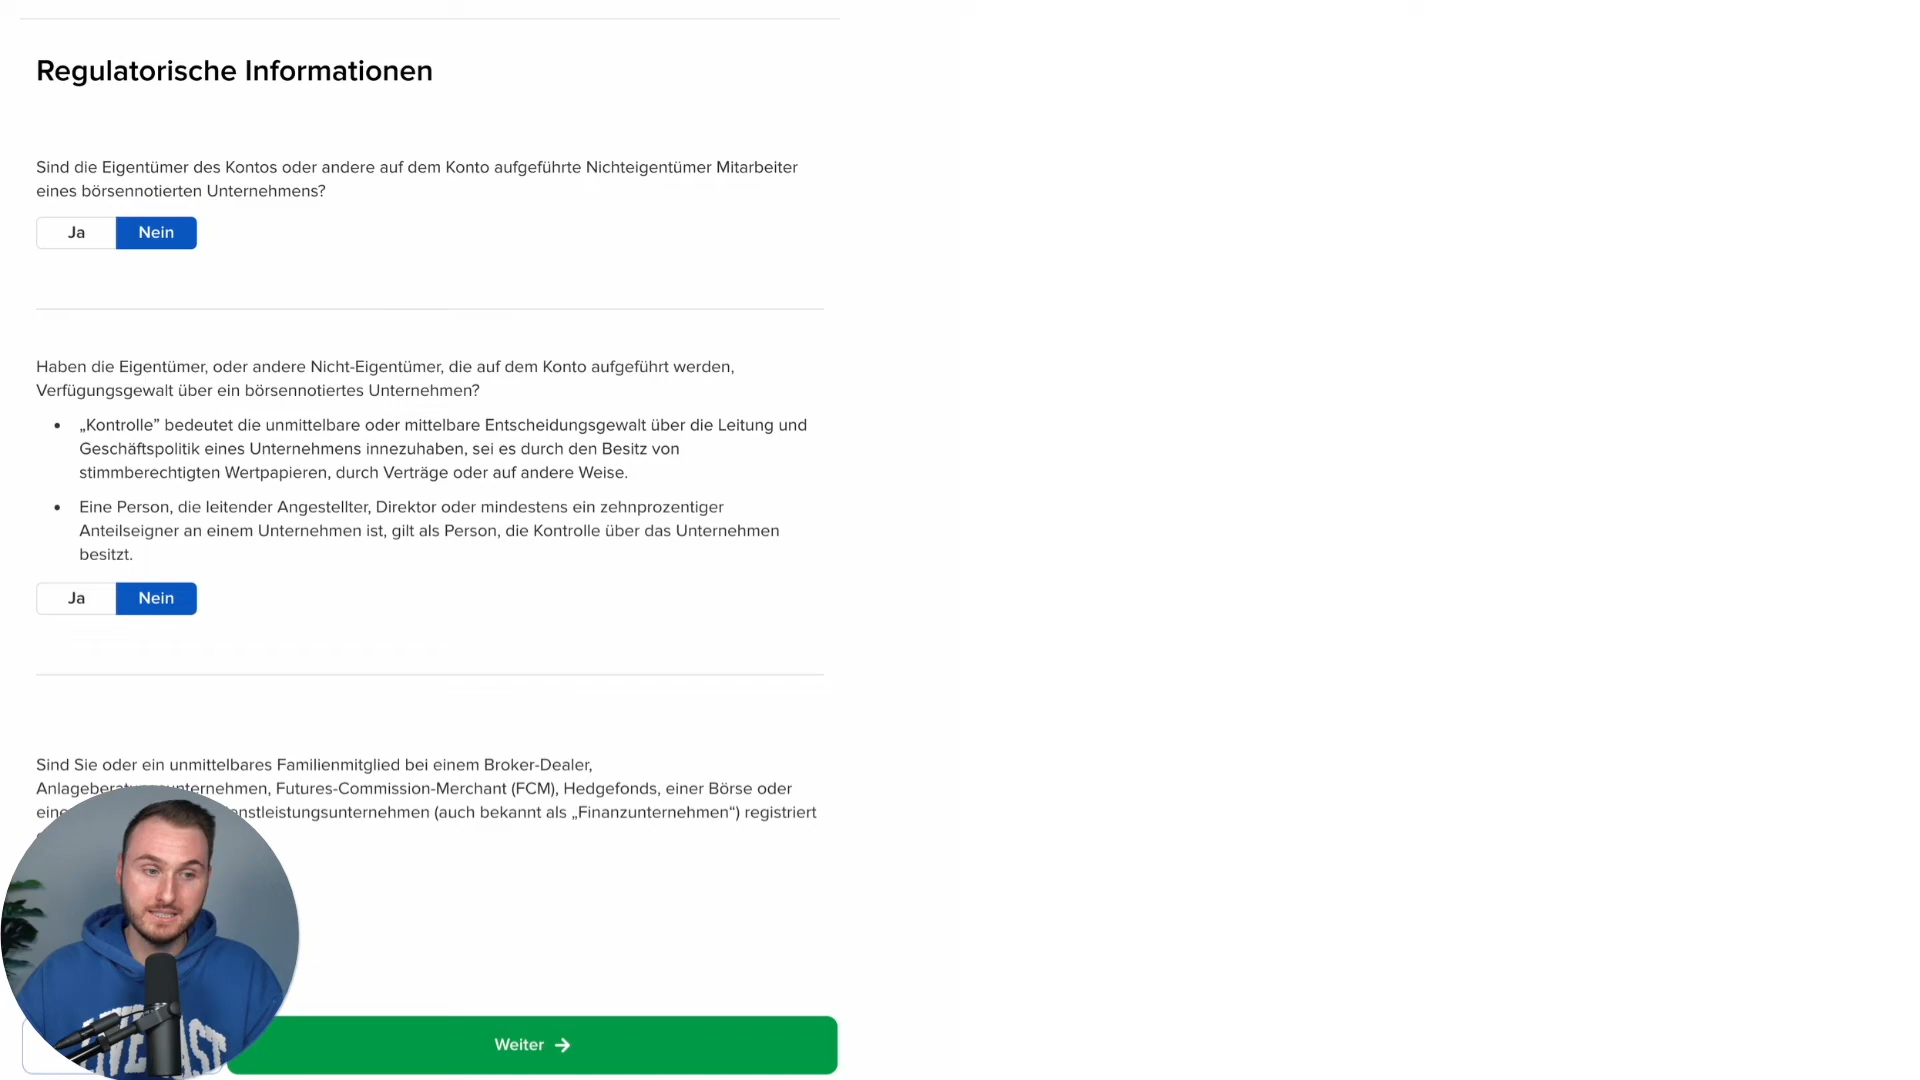 Regulatorische Informationen
Sind die Eigentümer des Kontos oder andere auf dem Konto aufgeführte Nichteigentümer Mitarbeiter
eines börsennotierten Unternehmens?
Ja Nein
Haben die Eigentümer, oder andere Nicht-Eigentümer, die auf dem Konto aufgeführt werden,
Verfügungsgewalt über ein börsennotiertes Unternehmen?
• „Kontrolle” bedeutet die unmittelbare oder mittelbare Entscheidungsgewalt über die Leitung und
Geschäftspolitik eines Unternehmens innezuhaben, sei es durch den Besitz von
stimmberechtigten Wertpapieren, durch Verträge oder auf andere Weise.
• Eine Person, die leitender Angestellter, Direktor oder mindestens ein zehnprozentiger
Anteilseigner an einem Unternehmen ist, gilt als Person, die Kontrolle über das Unternehmen
besitzt.
Ja Nein
Sind Sie oder ein unmittelbares Familienmitglied bei einem Broker-Dealer,
Futures-Commission-Merchant (FCM), Hedgefonds, einer Börse oder
(auch bekannt als „Finanzunternehmen“) registriert
Weiter →